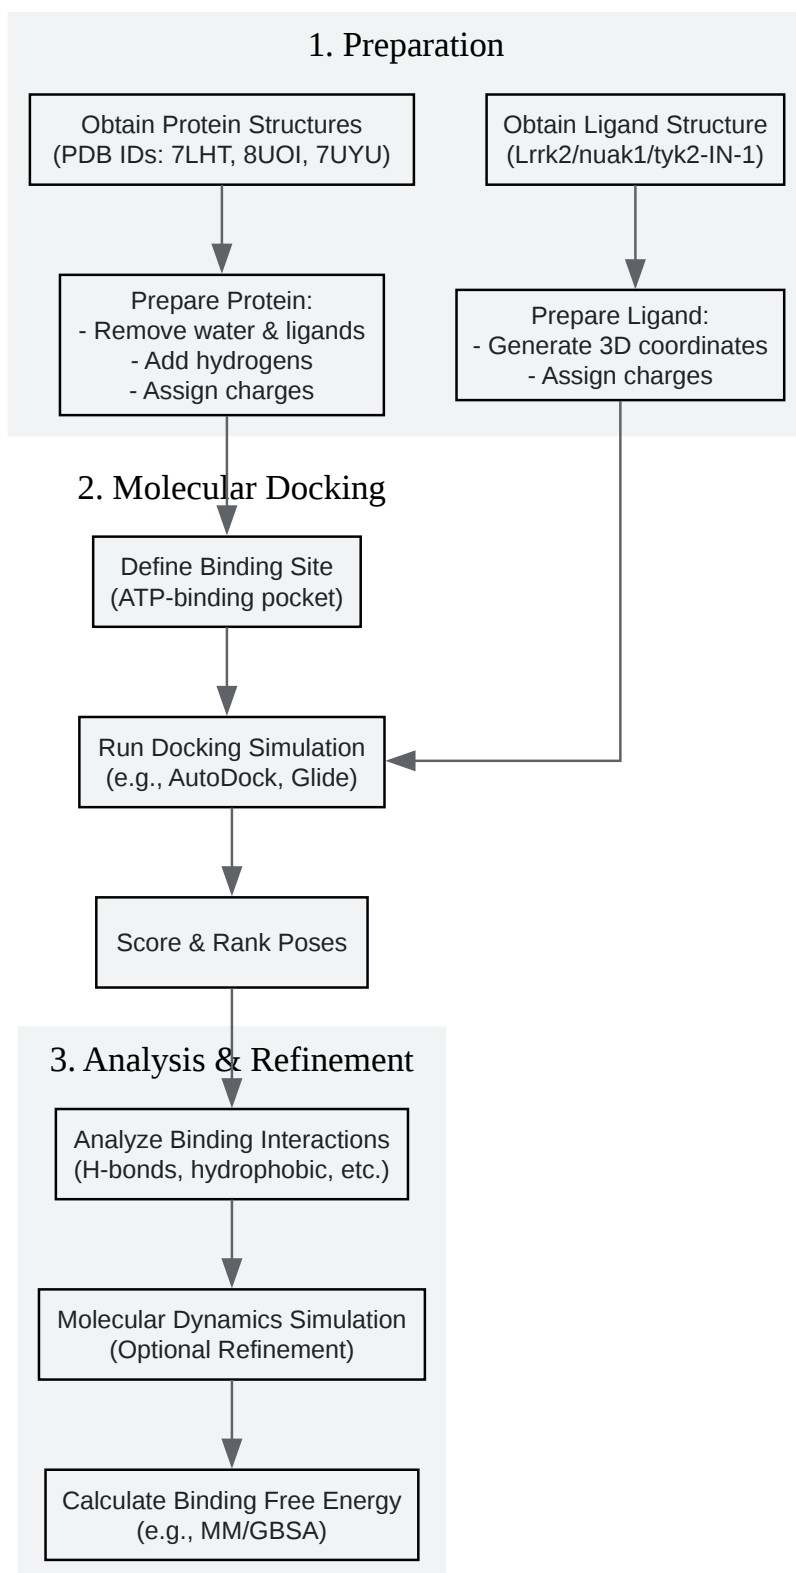 1. Preparation
Obtain Protein Structures
(PDB IDs: 7LHT, 8UOI, 7UYU)
Obtain Ligand Structure
(Lrrk2/nuak1/tyk2-IN-1)
Prepare Protein:
- Remove water & ligands
- Add hydrogens
- Assign charges
Prepare Ligand:
- Generate 3D coordinates
- Assign charges
2. Molecular Docking
Define Binding Site
(ATP-binding pocket)
Run Docking Simulation
(e.g., AutoDock, Glide)
Score & Rank Poses
3. Analysis & Refinement
Analyze Binding Interactions
(H-bonds, hydrophobic, etc.)
Molecular Dynamics Simulation
(Optional Refinement)
Calculate Binding Free Energy
(e.g., MM/GBSA)